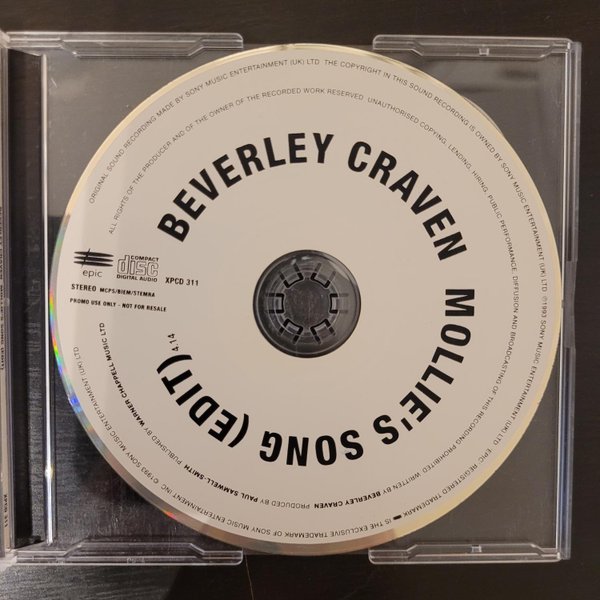 BEVERLEY CRAVEN MOLLIE'S SONG (EDIT) 4.14
epic
COMPACT
disc
DIGITAL AUDIO
XPCD 311
STEREO MCPS/BIEM/STEMRA
PROMO USE ONLY - NOT FOR RESALE
ORIGINAL SOUND RECORDING MADE BY SONY MUSIC ENTERTAINMENT (UK) LTD. THE COPYRIGHT IN THIS SOUND RECORDING IS OWNED BY SONY MUSIC ENTERTAINMENT (UK) LTD ℗1993 SONY MUSIC ENTERTAINMENT (UK) LTD. EPIC REGISTERED TRADEMARK
IS THE EXCLUSIVE TRADEMARK OF SONY MUSIC ENTERTAINMENT INC ©1993 SONY MUSIC ENTERTAINMENT (UK) LTD
ALL RIGHTS OF THE PRODUCER AND OF THE OWNER OF THE RECORDED WORK RESERVED. UNAUTHORISED COPYING, LENDING, HIRING, PUBLIC PERFORMANCE, DIFFUSION AND BROADCASTING OF THIS RECORDING PROHIBITED
WRITTEN BY BEVERLEY CRAVEN PRODUCED BY PAUL SAMWELL-SMITH PUBLISHED BY WARNER CHAPPELL MUSIC LTD